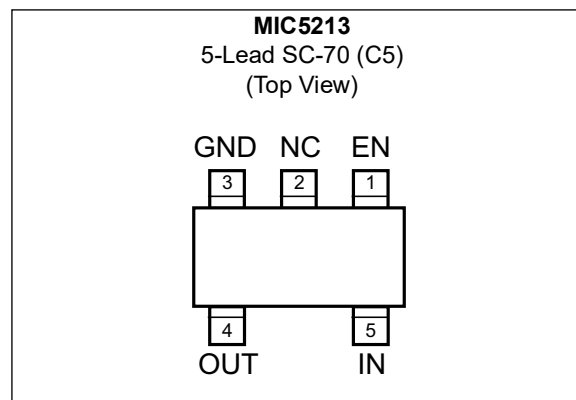 MIC5213
5-Lead SC-70 (C5)
(Top View)
GND NC EN
3 2 1
4 5
OUT IN